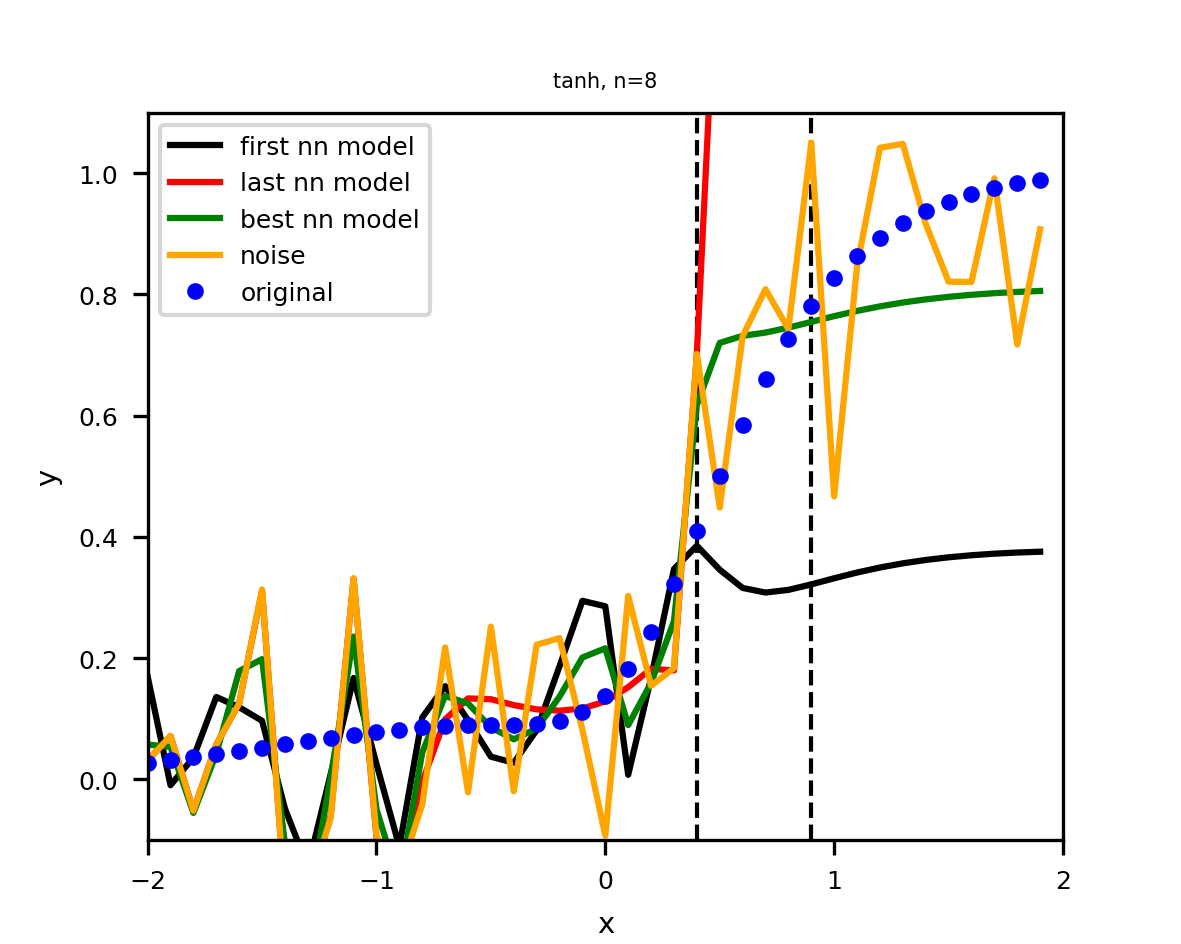 tanh, n=8
first nn model
last nn model
best nn model
noise
original
1.0
0.8
0.6
0.4
0.2
0.0
y
−2
−1
0
1
2
x